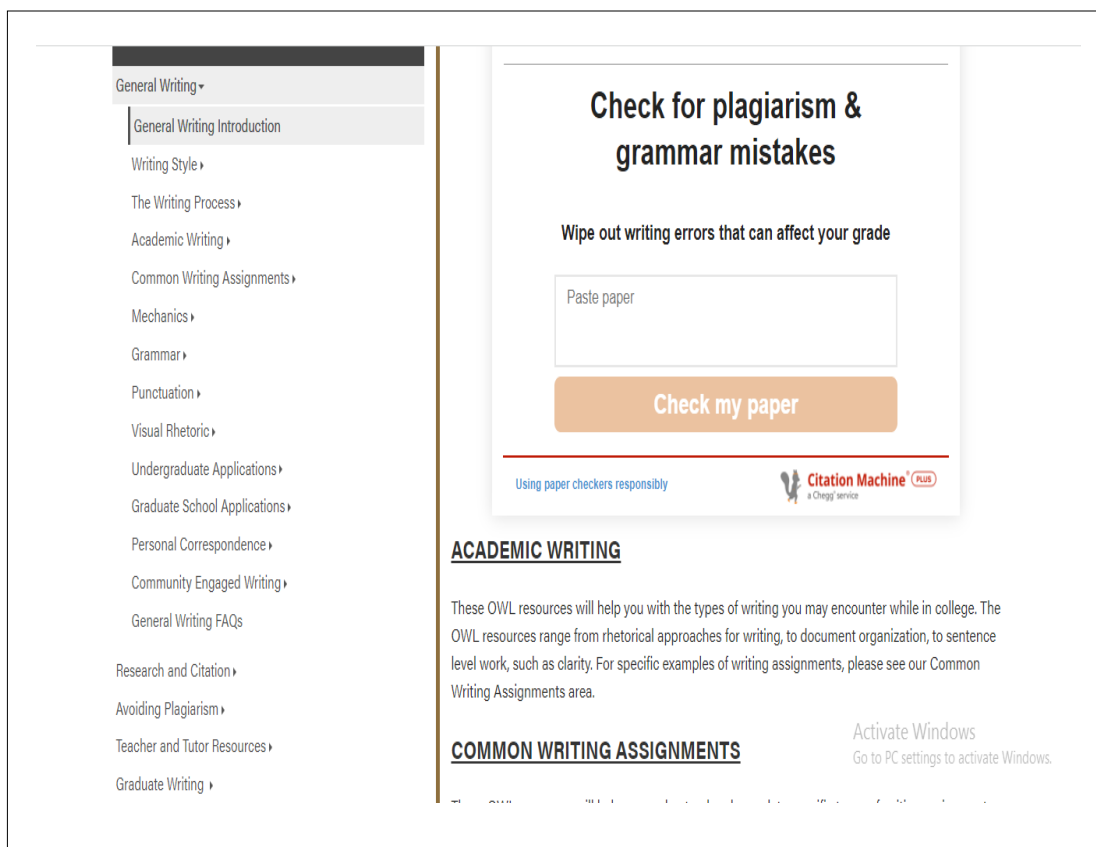 General Writing
General Writing Introduction
Writing Style
The Writing Process
Academic Writing
Common Writing Assignments
Mechanics
Grammar
Punctuation
Visual Rhetoric
Undergraduate Applications
Graduate School Applications
Personal Correspondence
Community Engaged Writing
General Writing FAQs
Research and Citation
Avoiding Plagiarism
Teacher and Tutor Resources
Graduate Writing
Check for plagiarism &
grammar mistakes
Wipe out writing errors that can affect your grade
Paste paper
Check my paper
Using paper checkers responsibly
Citation Machine® PLUS
a Chegg® service
ACADEMIC WRITING
These OWL resources will help you with the types of writing you may encounter while in college. The
OWL resources range from rhetorical approaches for writing, to document organization, to sentence
level work, such as clarity. For specific examples of writing assignments, please see our Common
Writing Assignments area.
COMMON WRITING ASSIGNMENTS
Activate Windows
Go to PC settings to activate Windows.